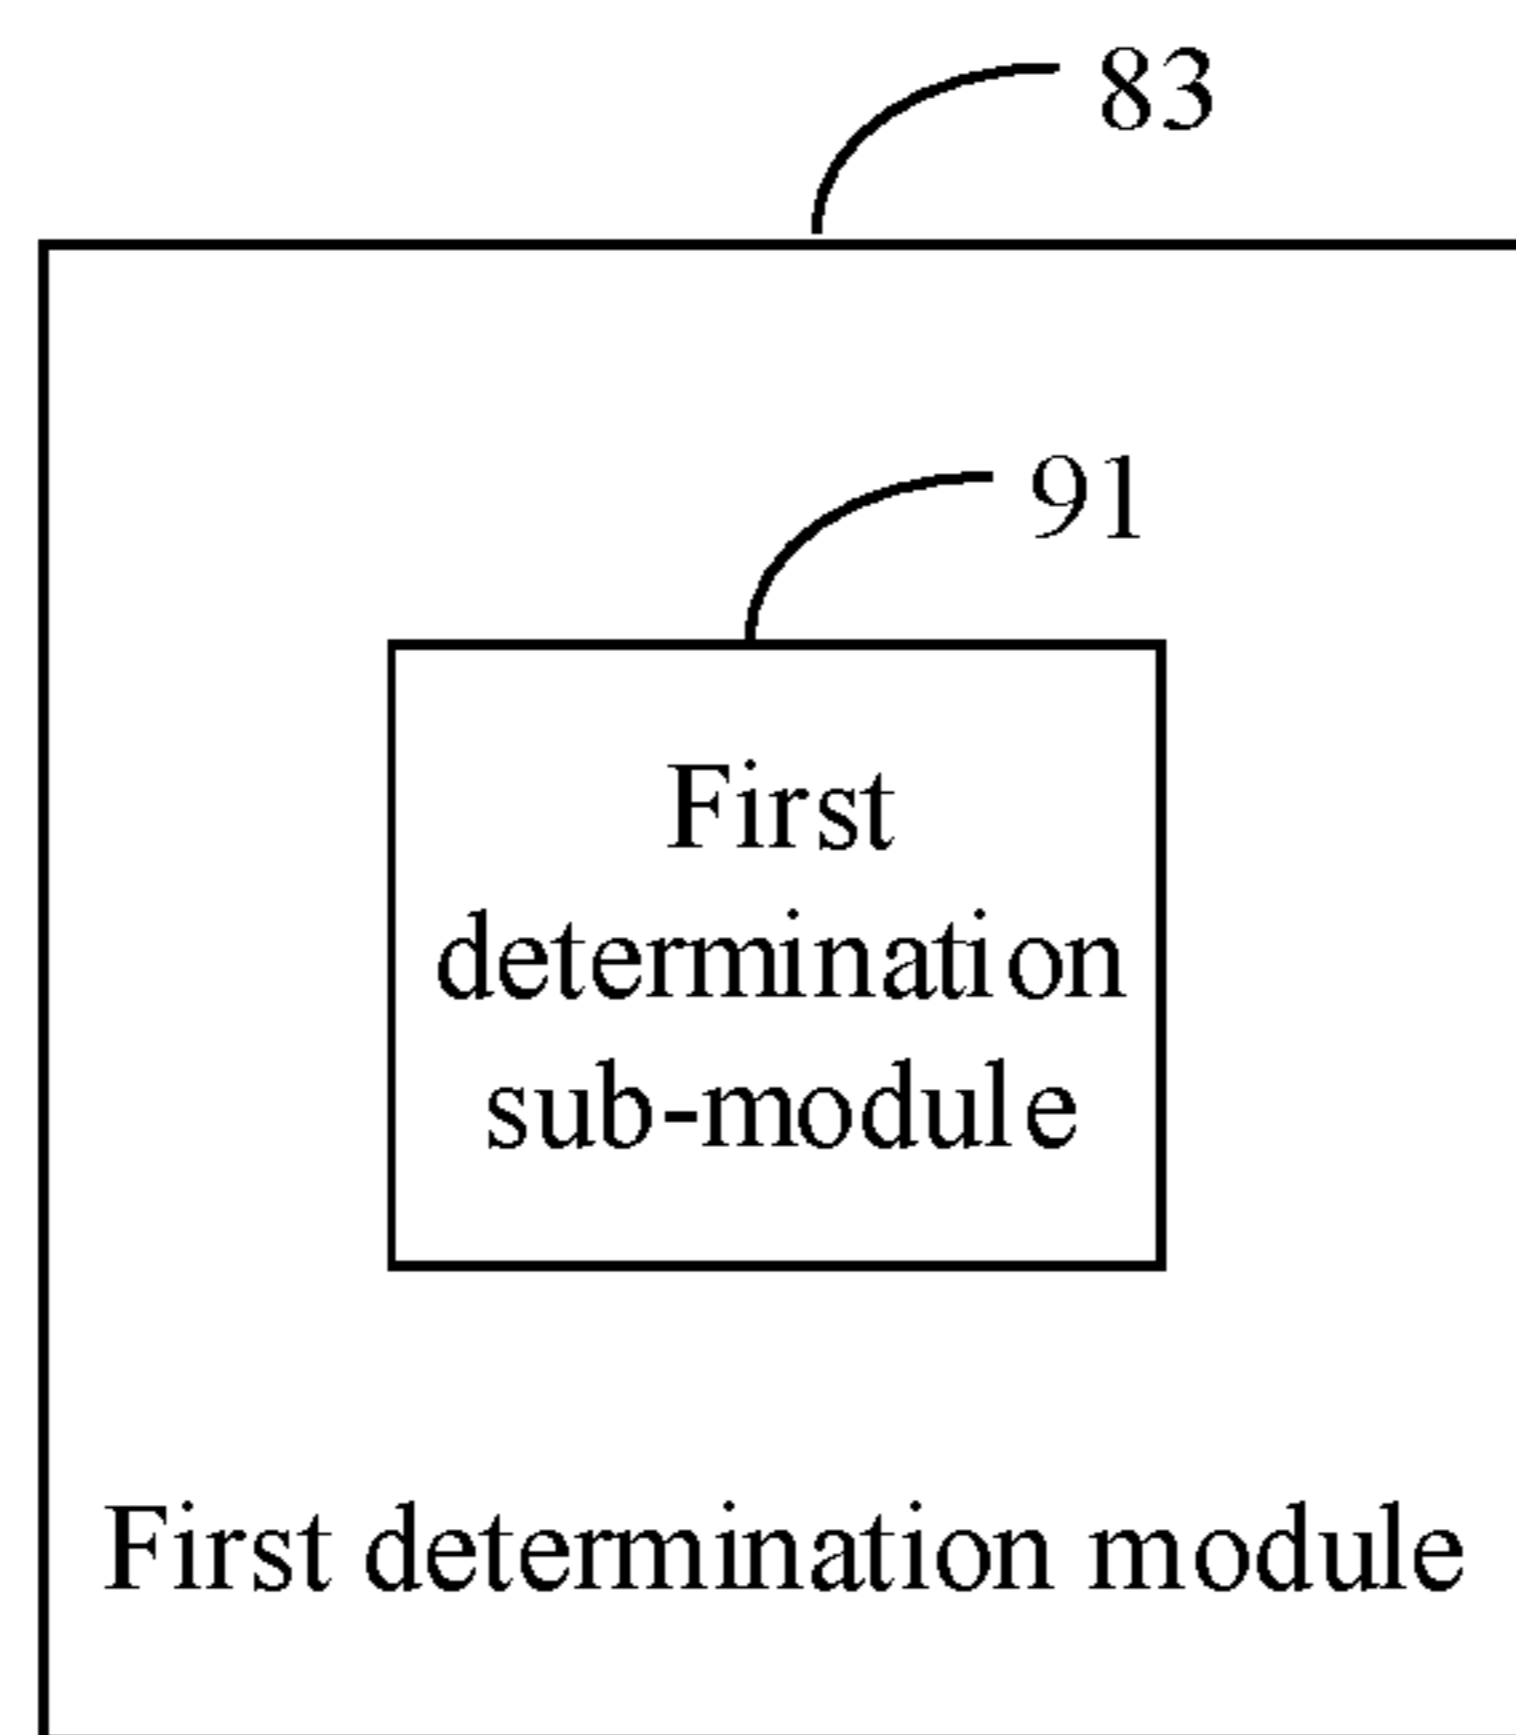 83
91
First
determination
sub-module
First determination module